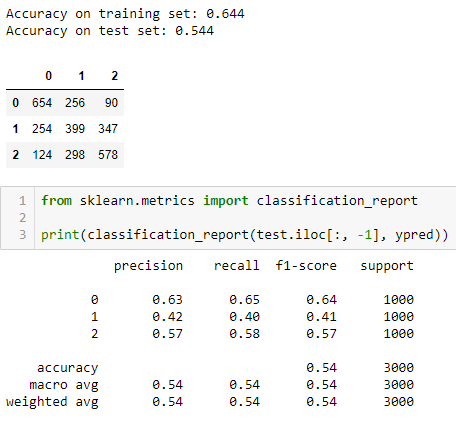 Accuracy on training set: 0.644
Accuracy on test set: 0.544
0 1 2
0 654 256 90
1 254 399 347
2 124 298 578
1 from sklearn.metrics import classification_report
2
3 print(classification_report(test.iloc[:, -1], ypred))
precision recall f1-score support
0 0.63 0.65 0.64 1000
1 0.42 0.40 0.41 1000
2 0.57 0.58 0.57 1000
accuracy 0.54 3000
macro avg 0.54 0.54 0.54 3000
weighted avg 0.54 0.54 0.54 3000